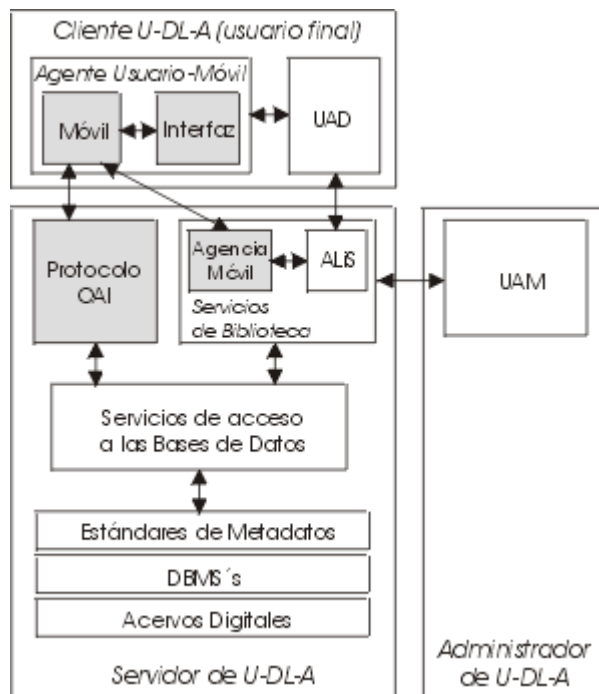 Cliente U-DL-A (usuario final)
Agente Usuario-Móvil
Móvil
Interfaz
UAD
Protocolo
OAI
Agencia
Móvil
ALiS
Servicios
de Biblioteca
UAM
Servicios de acceso
a las Bases de Datos
Estándares de Metadatos
DBMS´s
Acervos Digitales
Servidor de U-DL-A
Administrador
de U-DL-A